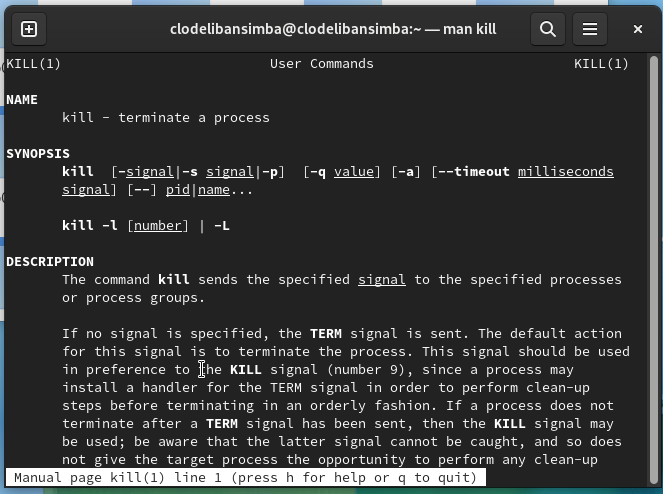 clodelibansimba@clodelibansimba:~ — man kill
KILL(1) User Commands KILL(1)
NAME
kill - terminate a process
SYNOPSIS
kill [-signal|-s signal|-p] [-q value] [-a] [--timeout milliseconds
signal] [--] pid|name...
kill -l [number] | -L
DESCRIPTION
The command kill sends the specified signal to the specified processes
or process groups.
If no signal is specified, the TERM signal is sent. The default action
for this signal is to terminate the process. This signal should be used
in preference to the KILL signal (number 9), since a process may
install a handler for the TERM signal in order to perform clean-up
steps before terminating in an orderly fashion. If a process does not
terminate after a TERM signal has been sent, then the KILL signal may
be used; be aware that the latter signal cannot be caught, and so does
not give the target process the opportunity to perform any clean-up
Manual page kill(1) line 1 (press h for help or q to quit)